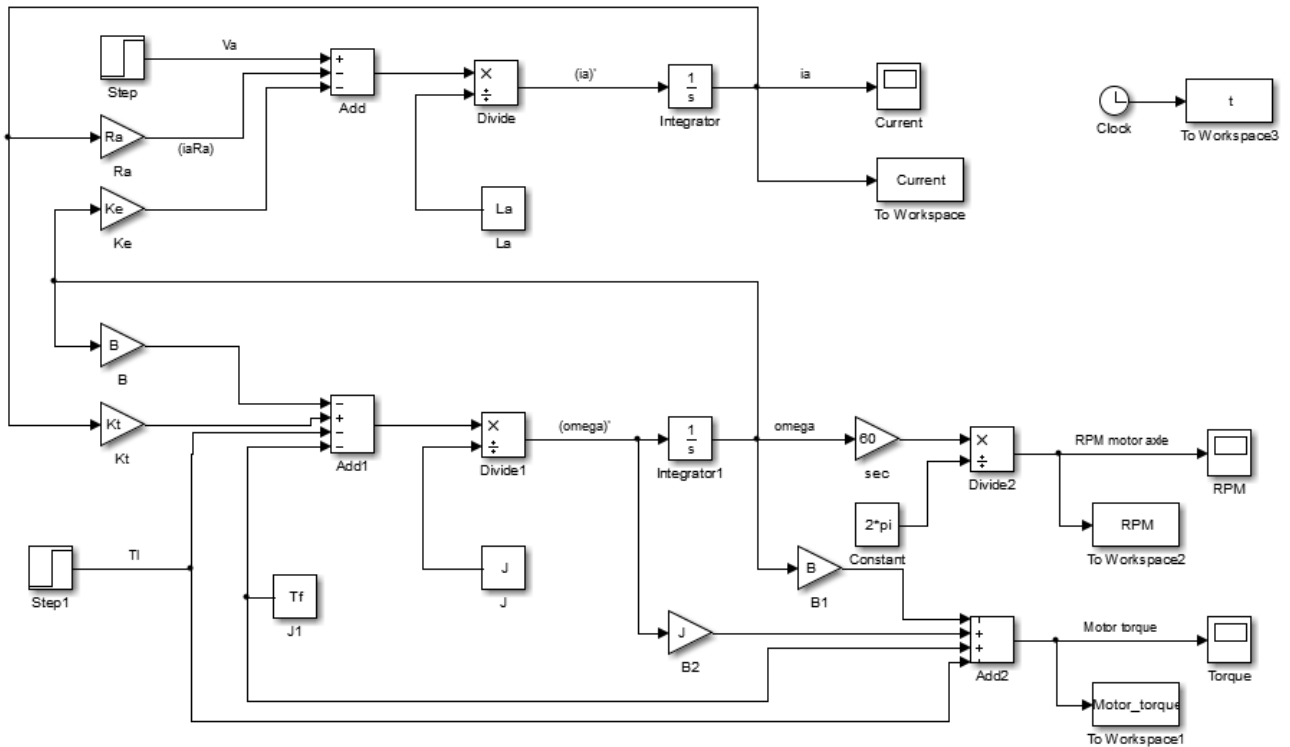 Va
+
−
−
Step
Add
×
÷
Divide
(ia)'
1
s
Integrator
ia
Current
Current
To Workspace
Clock
t
To Workspace3
Ra
(iaRa)
Ra
Ke
Ke
La
La
B
B
Kt
Kt
−
+
−
−
Add1
×
÷
Divide1
(omega)'
1
s
Integrator1
omega
60
sec
×
÷
Divide2
RPM motor axle
RPM
2*pi
Constant
RPM
To Workspace2
Tl
Step1
Tf
J1
J
J
B
B1
J
B2
+
+
Add2
Motor torque
Torque
Motor_torque
To Workspace1